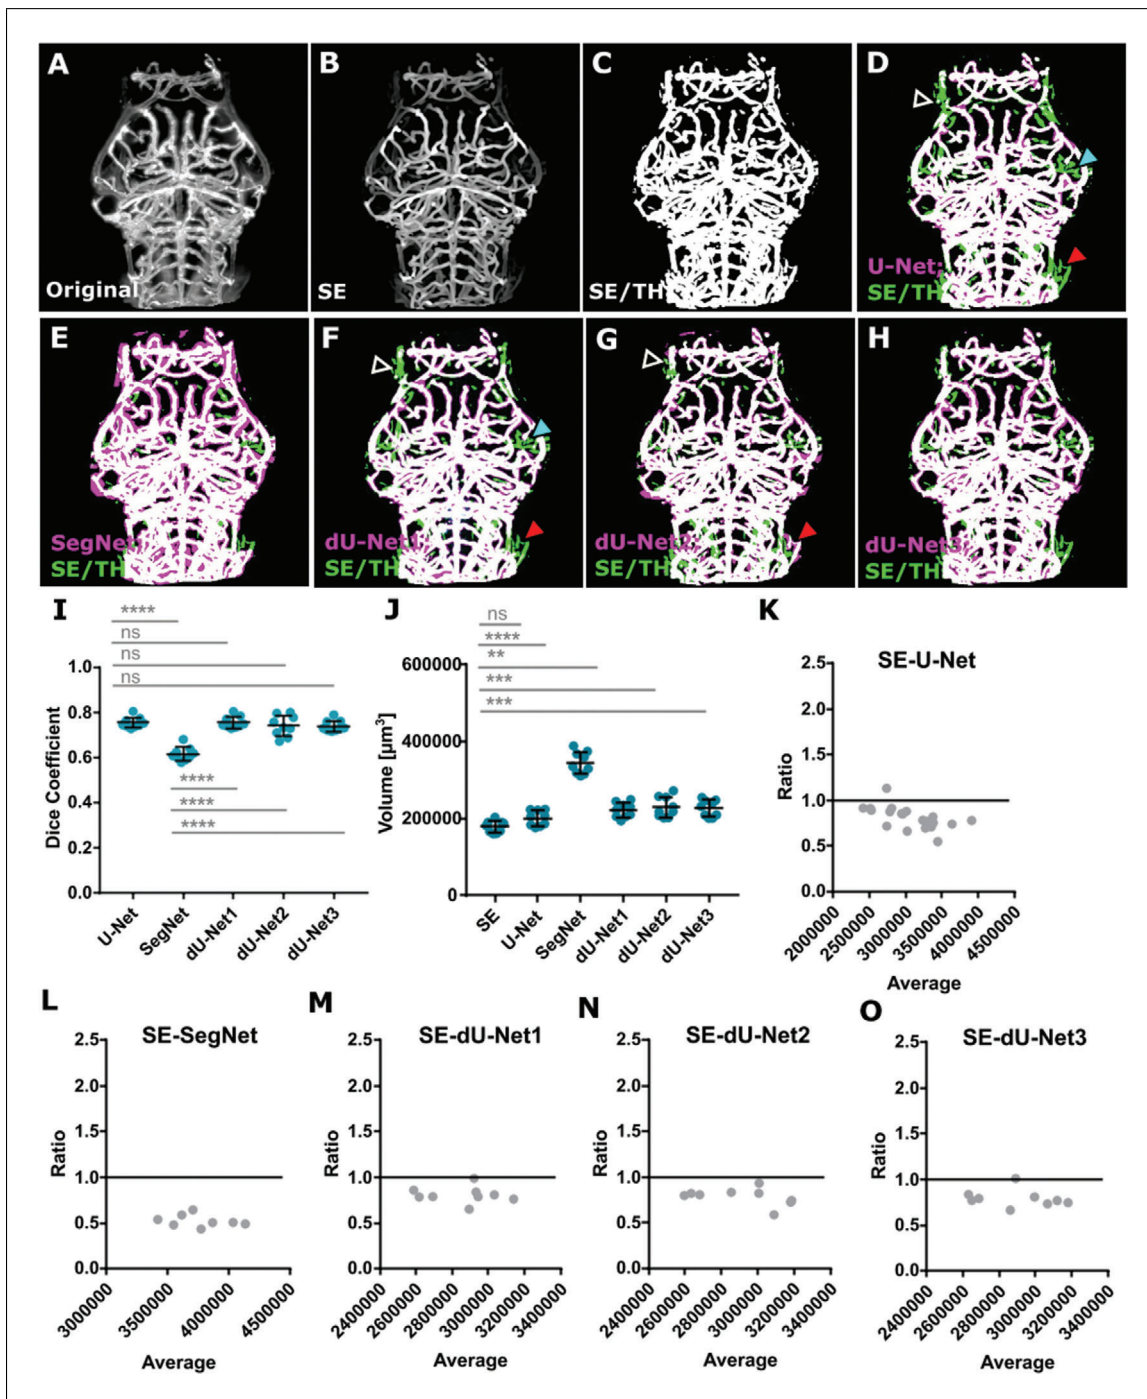 A
B
C
D
Original
SE
SE/TH
U-Net;
SE/TH
E
F
G
H
SegNet;
SE/TH
dU-Net1;
SE/TH
dU-Net2;
SE/TH
dU-Net3;
SE/TH
I
****
ns
ns
ns
1.0
0.8
0.6
0.4
0.2
0.0
Dice Coefficient
****
****
****
U-Net
SegNet
dU-Net1
dU-Net2
dU-Net3
J
ns
****
**
***
***
600000
400000
200000
0
Volume [µm³]
SE
U-Net
SegNet
dU-Net1
dU-Net2
dU-Net3
K
SE-U-Net
2.5
2.0
1.5
1.0
0.5
0.0
Ratio
2000000
2500000
3000000
3500000
4000000
4500000
Average
L
SE-SegNet
2.5
2.0
1.5
1.0
0.5
0.0
Ratio
3000000
3500000
4000000
4500000
Average
M
SE-dU-Net1
2.5
2.0
1.5
1.0
0.5
0.0
Ratio
2400000
2600000
2800000
3000000
3200000
3400000
Average
N
SE-dU-Net2
2.5
2.0
1.5
1.0
0.5
0.0
Ratio
2400000
2600000
2800000
3000000
3200000
3400000
Average
O
SE-dU-Net3
2.5
2.0
1.5
1.0
0.5
0.0
Ratio
2400000
2600000
2800000
3000000
3200000
3400000
Average